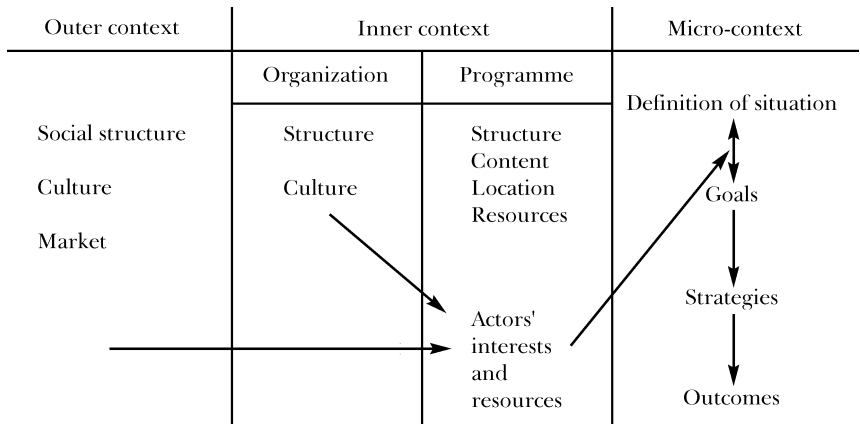 Outer context
Inner context
Micro-context
Organization
Programme
Definition of situation
Social structure
Structure
Structure
Content
Culture
Culture
Location
Goals
Resources
Market
Strategies
Actors'
interests
and
resources
Outcomes